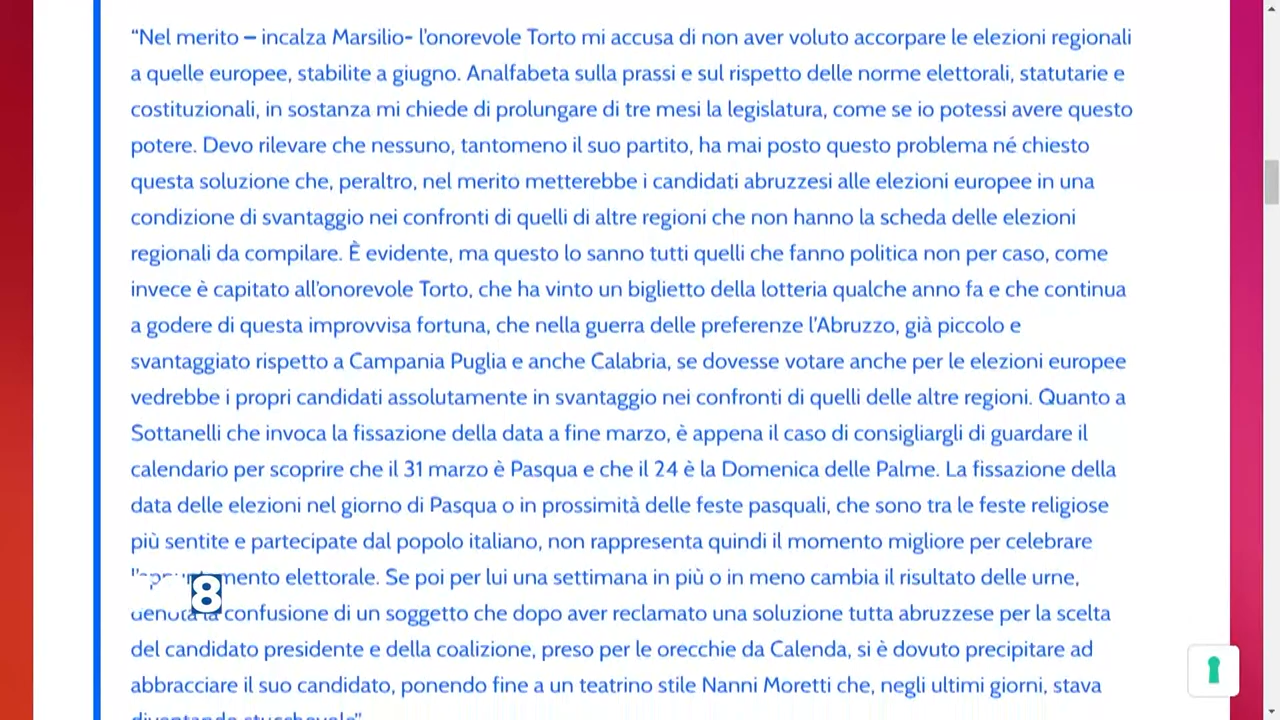 “Nel merito – incalza Marsilio- l’onorevole Torto mi accusa di non aver voluto accorpare le elezioni regionali
a quelle europee, stabilite a giugno. Analfabeta sulla prassi e sul rispetto delle norme elettorali, statutarie e
costituzionali, in sostanza mi chiede di prolungare di tre mesi la legislatura, come se io potessi avere questo
potere. Devo rilevare che nessuno, tantomeno il suo partito, ha mai posto questo problema né chiesto
questa soluzione che, peraltro, nel merito metterebbe i candidati abruzzesi alle elezioni europee in una
condizione di svantaggio nei confronti di quelli di altre regioni che non hanno la scheda delle elezioni
regionali da compilare. È evidente, ma questo lo sanno tutti quelli che fanno politica non per caso, come
invece è capitato all’onorevole Torto, che ha vinto un biglietto della lotteria qualche anno fa e che continua
a godere di questa improvvisa fortuna, che nella guerra delle preferenze l’Abruzzo, già piccolo e
svantaggiato rispetto a Campania Puglia e anche Calabria, se dovesse votare anche per le elezioni europee
vedrebbe i propri candidati assolutamente in svantaggio nei confronti di quelli delle altre regioni. Quanto a
Sottanelli che invoca la fissazione della data a fine marzo, è appena il caso di consigliargli di guardare il
calendario per scoprire che il 31 marzo è Pasqua e che il 24 è la Domenica delle Palme. La fissazione della
data delle elezioni nel giorno di Pasqua o in prossimità delle feste pasquali, che sono tra le feste religiose
più sentite e partecipate dal popolo italiano, non rappresenta quindi il momento migliore per celebrare
elettorale. Se poi per lui una settimana in più o in meno cambia il risultato delle urne,
8
denota la confusione di un soggetto che dopo aver reclamato una soluzione tutta abruzzese per la scelta
del candidato presidente e della coalizione, preso per le orecchie da Calenda, si è dovuto precipitare ad
abbracciare il suo candidato, ponendo fine a un teatrino stile Nanni Moretti che, negli ultimi giorni, stava